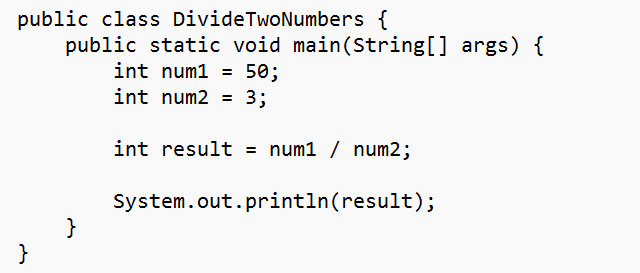 public class DivideTwoNumbers {
    public static void main(String[] args) {
        int num1 = 50;
        int num2 = 3;

        int result = num1 / num2;

        System.out.println(result);
    }
}